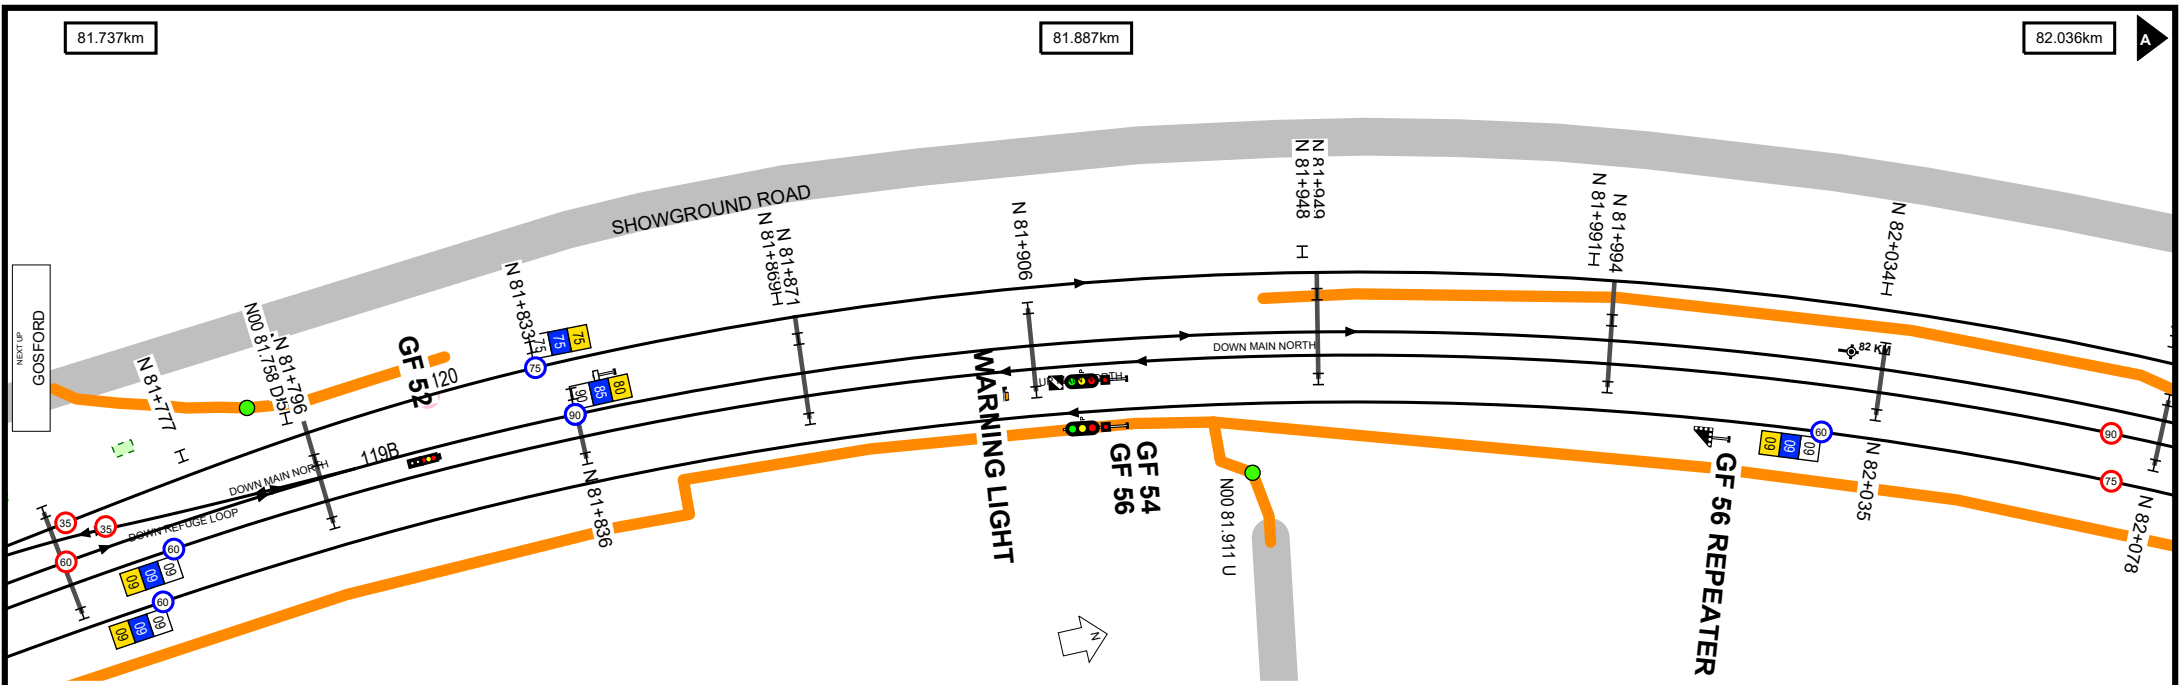 81.737km
81.887km
82.036km
A
SHOWGROUND ROAD
NEXT UP
GOSFORD
N 81+777
N00 81.758 D
N 81+796
GF 52
120
N 81+833
75
75
75
75
N 81+869
N 81+871
N 81+906
N 81+948
N 81+949
N 81+991
N 81+994
N 82+034
90
85
80
90
119B
DOWN MAIN NORTH
DOWN REFUGE LOOP
35
35
60
60
60
60
60
60
60
60
60
N 81+836
WARNING LIGHT
DOWN MAIN NORTH
GF 54
GF 56
N00 81.911 U
N
82 KM
60
60
60
60
GF 56 REPEATER
N 82+035
90
75
N 82+078